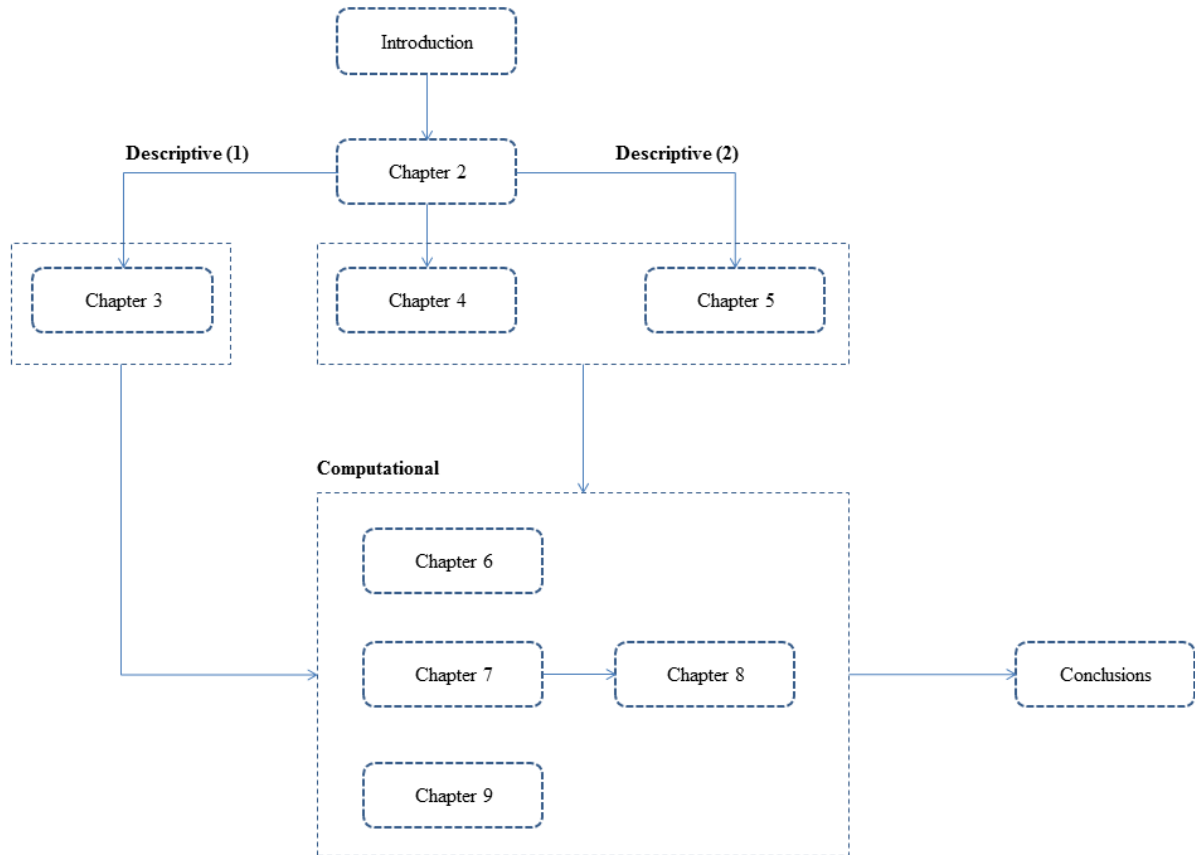 Introduction
Descriptive (1)
Descriptive (2)
Chapter 2
Chapter 3
Chapter 4
Chapter 5
Computational
Chapter 6
Chapter 7
Chapter 8
Conclusions
Chapter 9